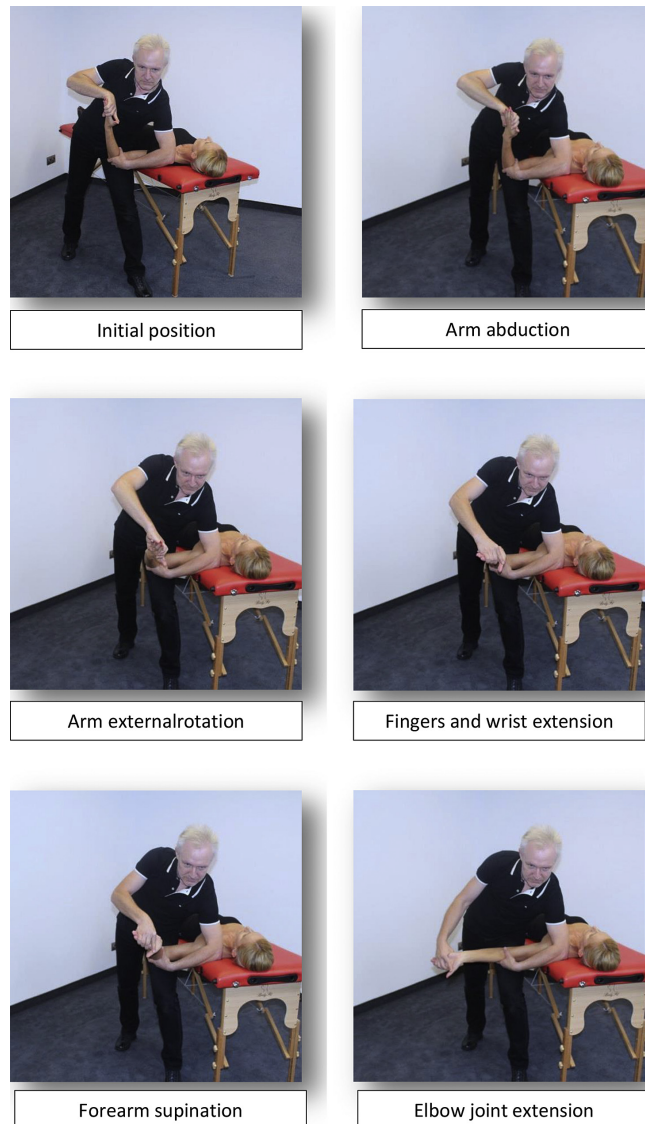 Initial position
Arm abduction
Arm externalrotation
Fingers and wrist extension
Forearm supination
Elbow joint extension